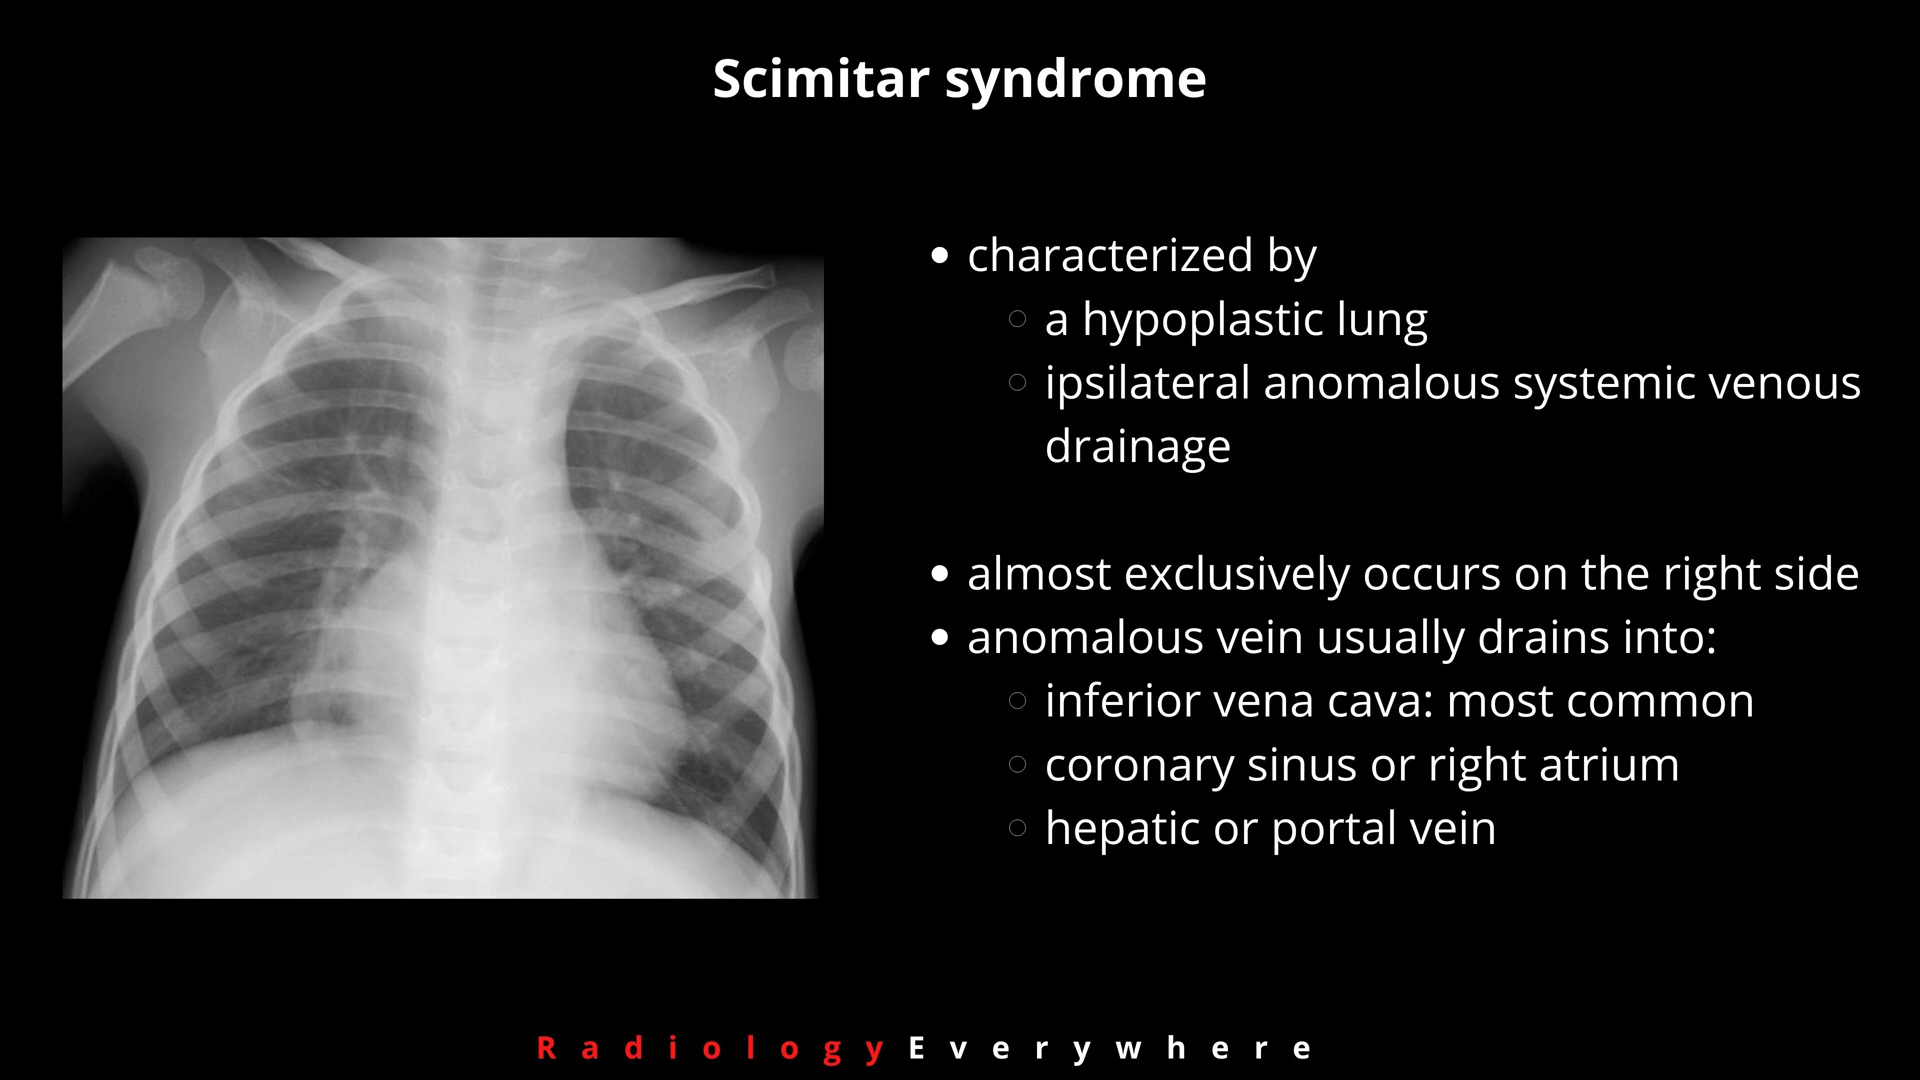 Scimitar syndrome
characterized by
a hypoplastic lung
ipsilateral anomalous systemic venous
drainage
almost exclusively occurs on the right side
anomalous vein usually drains into:
inferior vena cava: most common
coronary sinus or right atrium
hepatic or portal vein
Radiology Everywhere